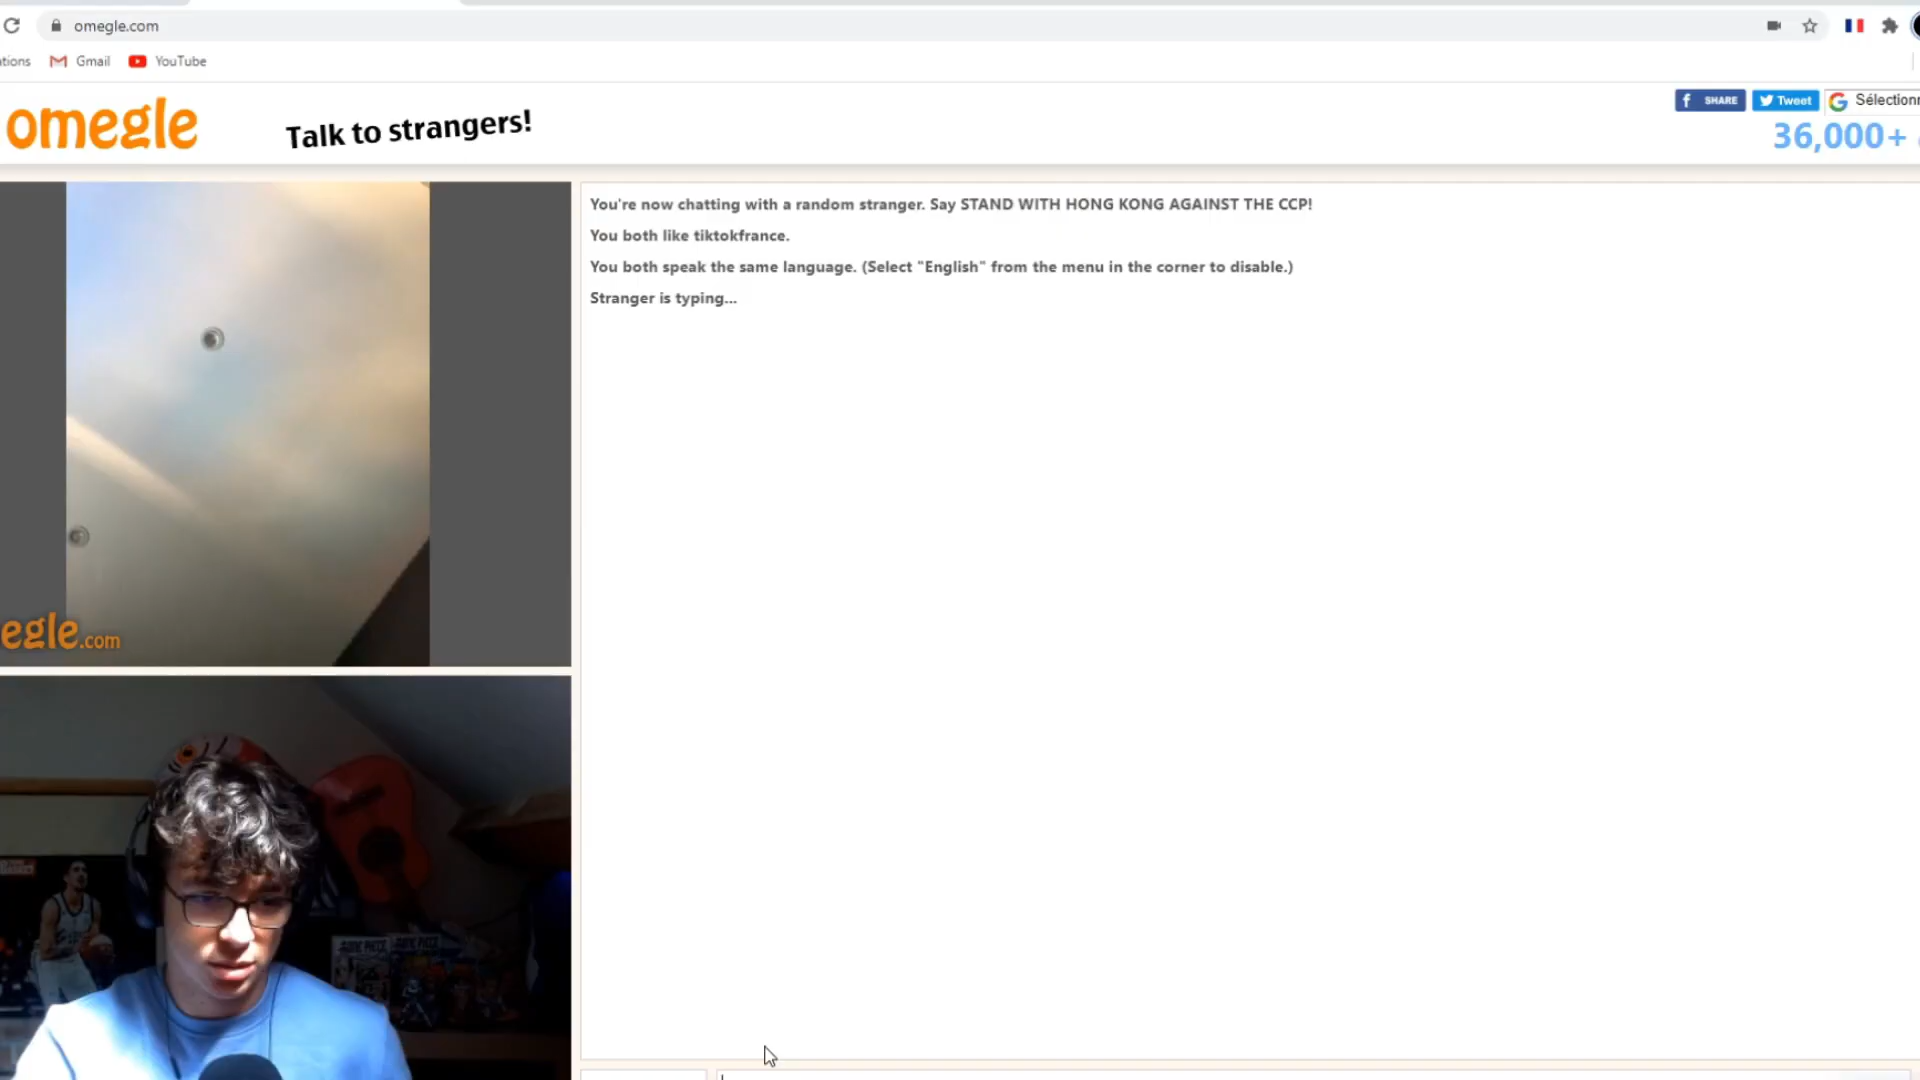 omegle.com
Gmail
YouTube
omegle
Talk to strangers!
SHARE
Tweet
36,000+
You're now chatting with a random stranger. Say STAND WITH HONG KONG AGAINST THE CCP!
You both like tiktokfrance.
You both speak the same language. (Select "English" from the menu in the corner to disable.)
Stranger is typing...
egle.com